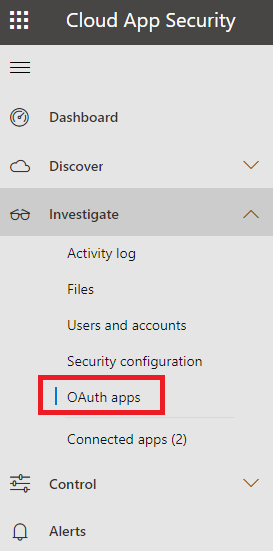 Cloud App Security
Dashboard
Discover
Investigate
Activity log
Files
Users and accounts
Security configuration
OAuth apps
Connected apps (2)
Control
Alerts